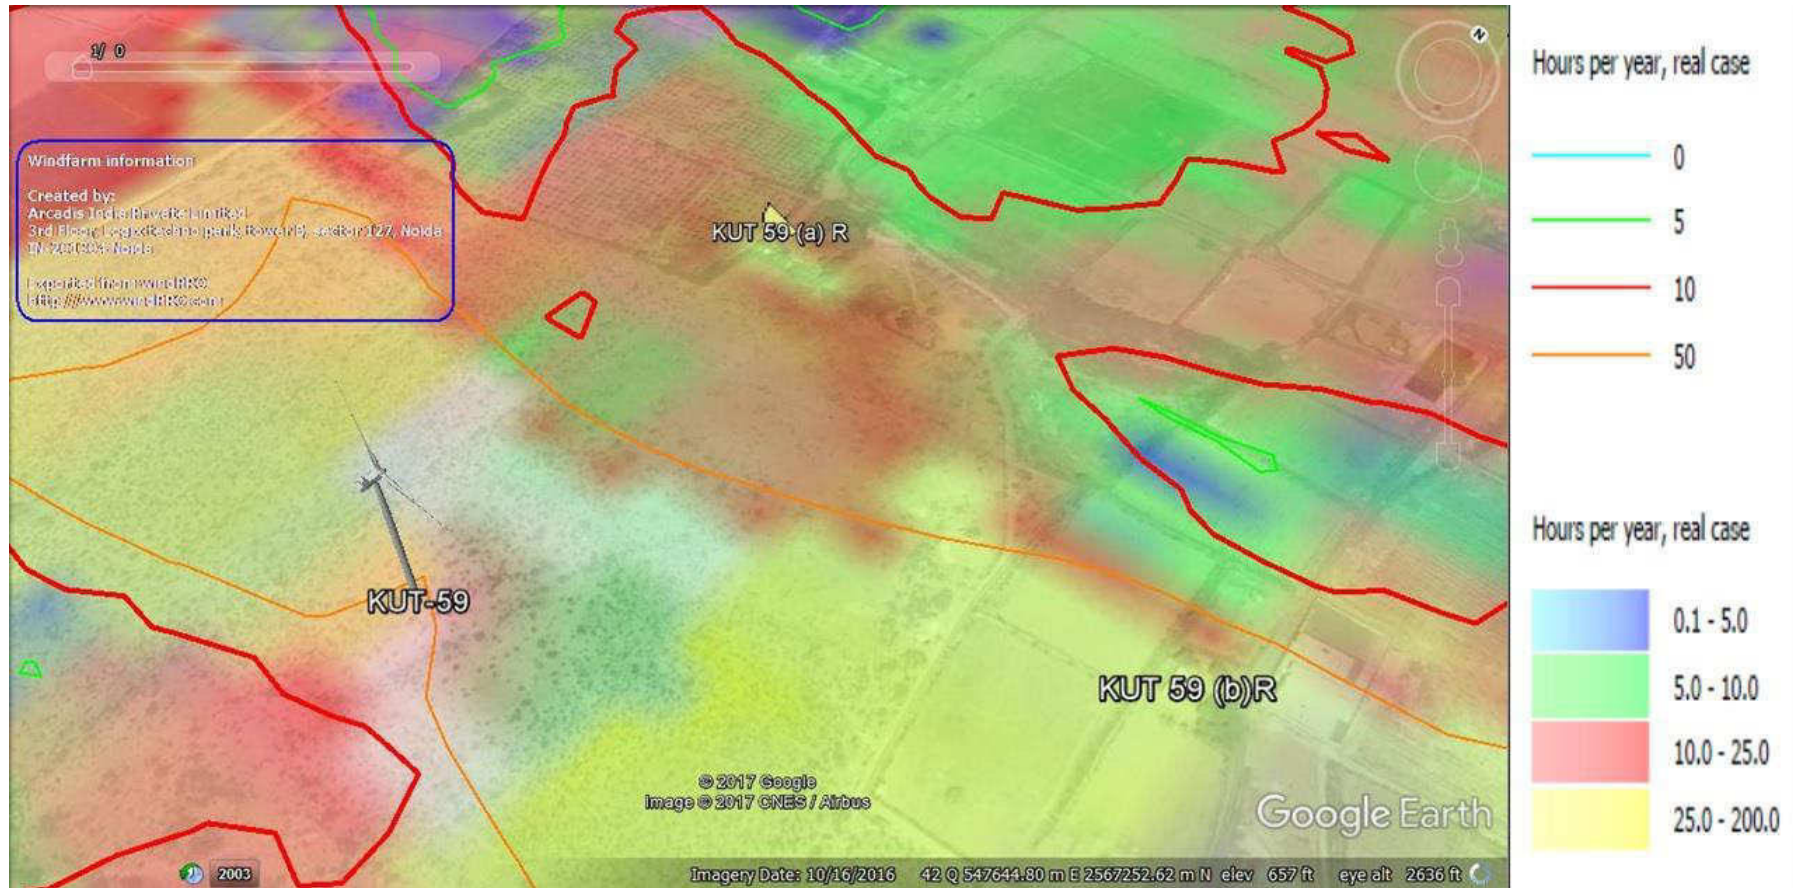 1/ 0
N
Windfarm information
Created by:
Arcadis India Private Limited
3rd Floor, Logix techno park, tower B, sector 127, Noida
Exported from windPRO
http://www.windPRO.com
KUT 59 (a) R
KUT-59
KUT 59 (b)R
© 2017 Google
Image © 2017 CNES / Airbus
Google Earth
2003
Imagery Date: 10/16/2016 42 Q 547644.80 m E 2567252.62 m N elev 657 ft eye alt 2636 ft
Hours per year, real case
0
5
10
50
Hours per year, real case
0.1 - 5.0
5.0 - 10.0
10.0 - 25.0
25.0 - 200.0